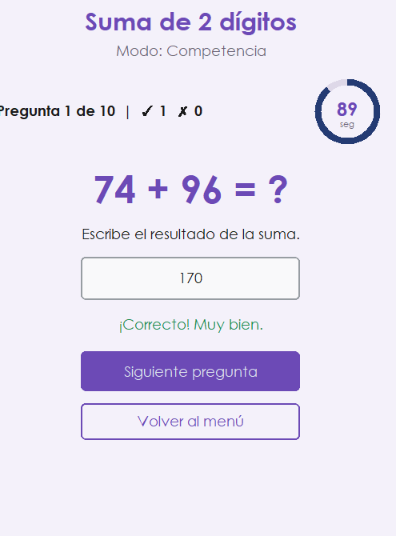 Suma de 2 dígitos
Modo: Competencia
Pregunta 1 de 10 | ✓ 1 ✗ 0
89
seg
74 + 96 = ?
Escribe el resultado de la suma.
170
¡Correcto! Muy bien.
Siguiente pregunta
Volver al menú